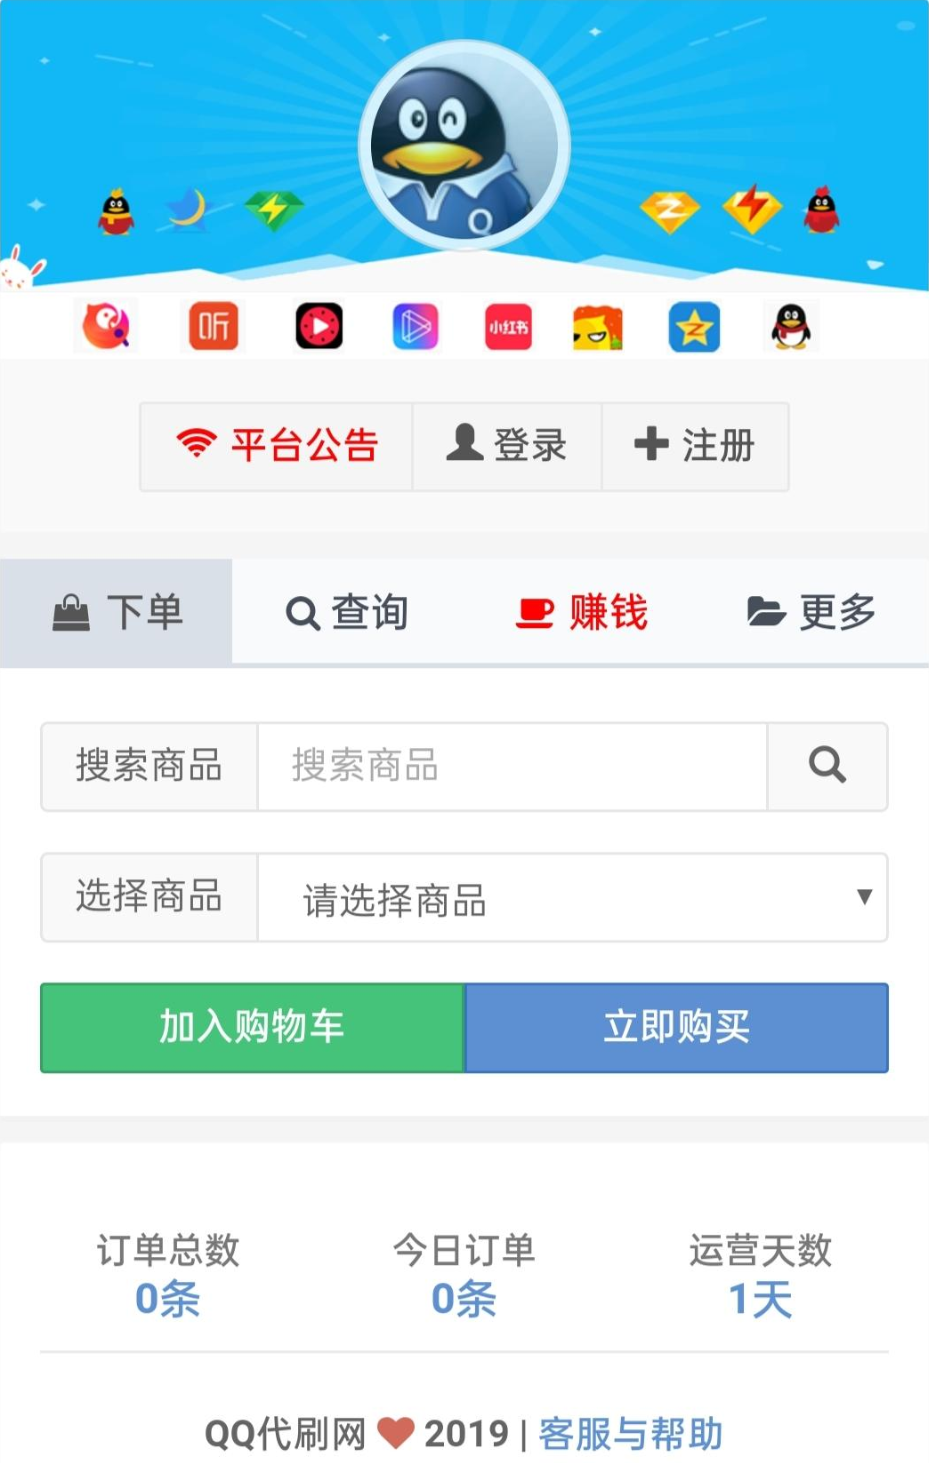 Q
听
小红书
平台公告 登录 注册
下单 查询 赚钱 更多
搜索商品 搜索商品
选择商品 请选择商品
加入购物车 立即购买
订单总数 今日订单 运营天数
0条 0条 1天
QQ代刷网 2019 | 客服与帮助